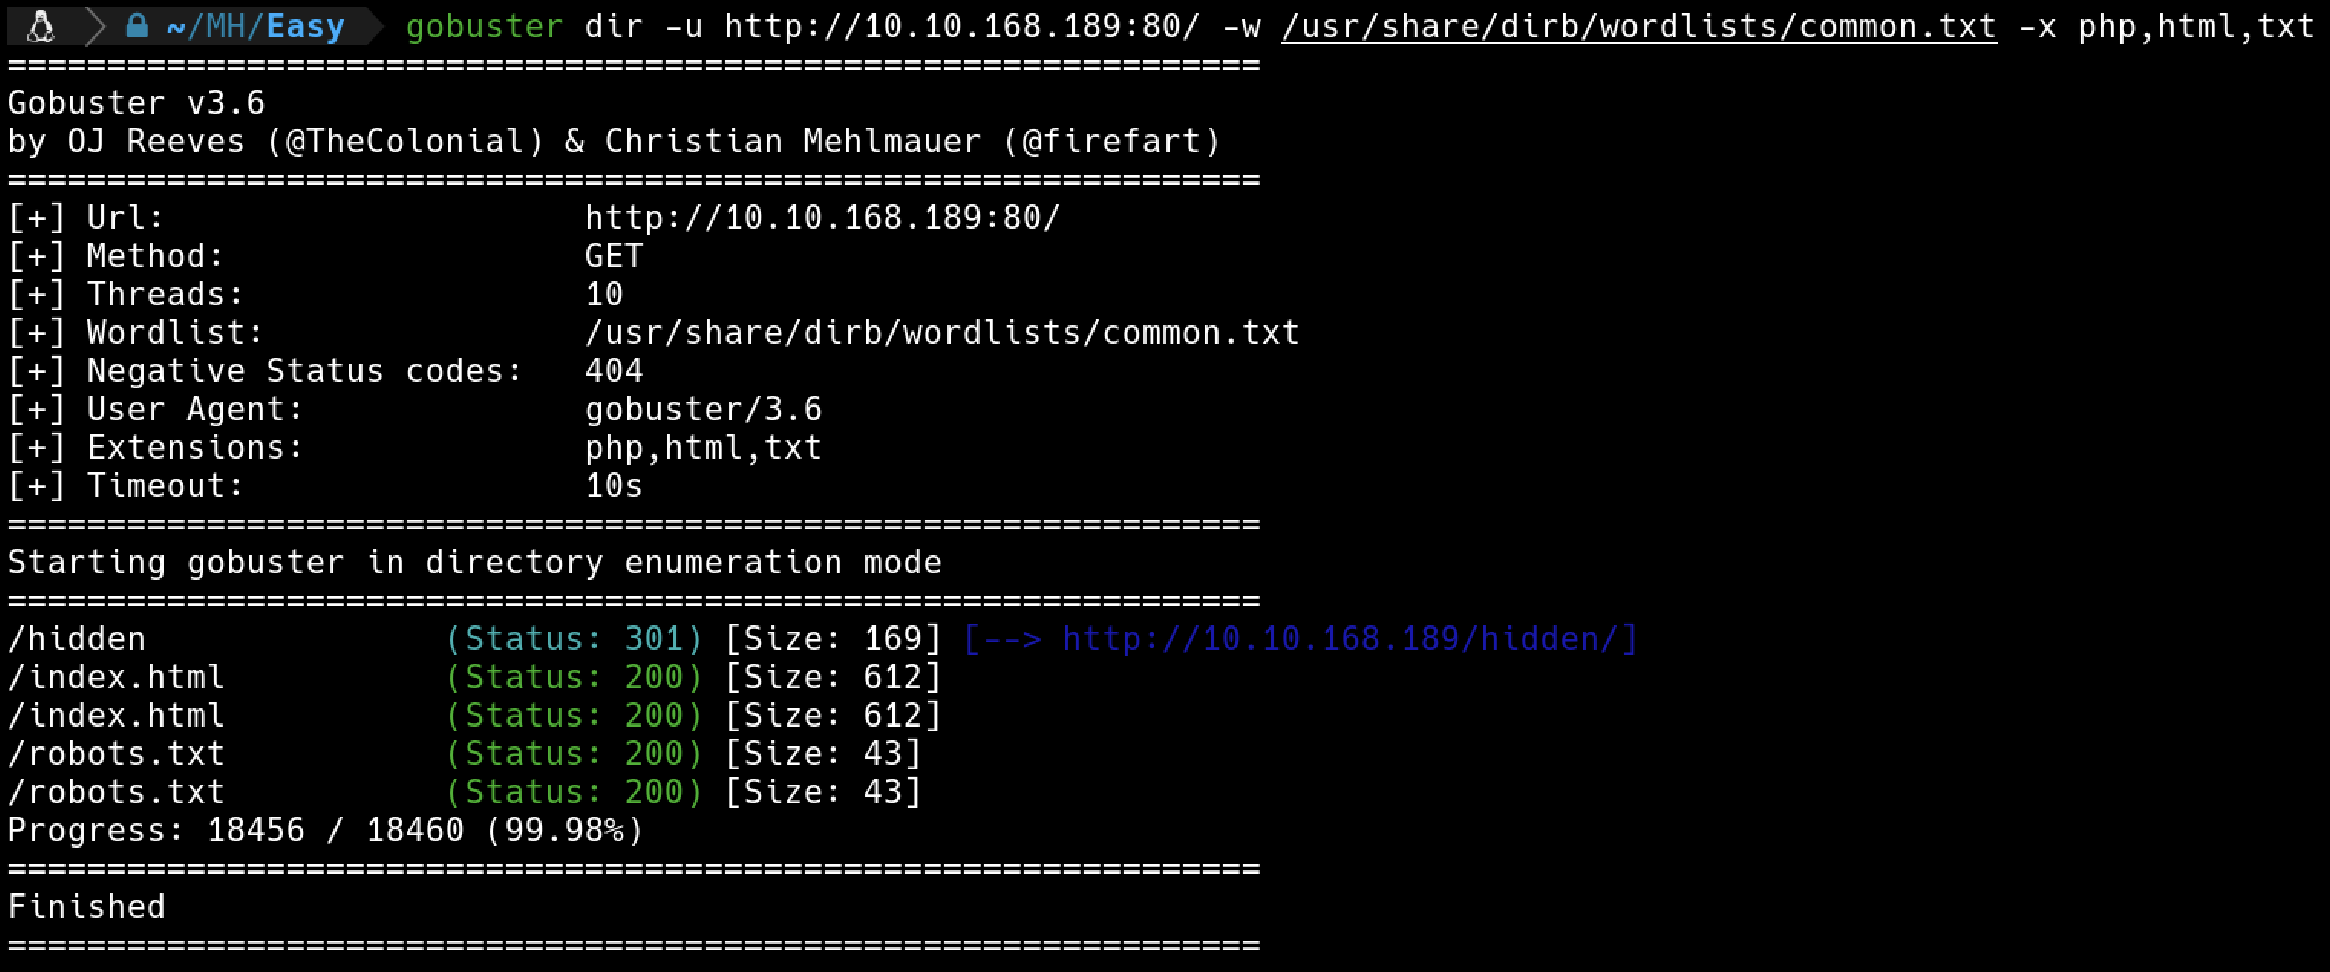 ~/MH/Easy gobuster dir -u http://10.10.168.189:80/ -w /usr/share/dirb/wordlists/common.txt -x php,html,txt
===============================================================
Gobuster v3.6
by OJ Reeves (@TheColonial) & Christian Mehlmauer (@firefart)
===============================================================
[+] Url:                     http://10.10.168.189:80/
[+] Method:                  GET
[+] Threads:                 10
[+] Wordlist:                /usr/share/dirb/wordlists/common.txt
[+] Negative Status codes:   404
[+] User Agent:              gobuster/3.6
[+] Extensions:              php,html,txt
[+] Timeout:                 10s
===============================================================
Starting gobuster in directory enumeration mode
===============================================================
/hidden               (Status: 301) [Size: 169] [--> http://10.10.168.189/hidden/]
/index.html           (Status: 200) [Size: 612]
/index.html           (Status: 200) [Size: 612]
/robots.txt           (Status: 200) [Size: 43]
/robots.txt           (Status: 200) [Size: 43]
Progress: 18456 / 18460 (99.98%)
===============================================================
Finished
===============================================================